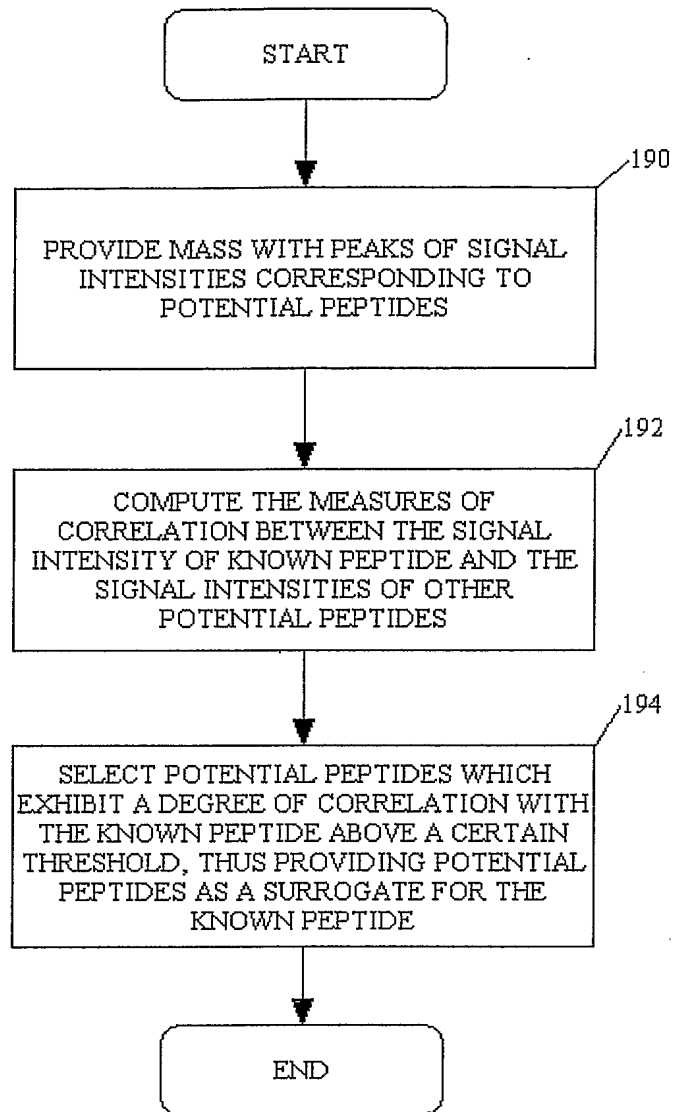 START
190
PROVIDE MASS WITH PEAKS OF SIGNAL
INTENSITIES CORRESPONDING TO
POTENTIAL PEPTIDES
192
COMPUTE THE MEASURES OF
CORRELATION BETWEEN THE SIGNAL
INTENSITY OF KNOWN PEPTIDE AND THE
SIGNAL INTENSITIES OF OTHER
POTENTIAL PEPTIDES
194
SELECT POTENTIAL PEPTIDES WHICH
EXHIBIT A DEGREE OF CORRELATION WITH
THE KNOWN PEPTIDE ABOVE A CERTAIN
THRESHOLD, THUS PROVIDING POTENTIAL
PEPTIDES AS A SURROGATE FOR THE
KNOWN PEPTIDE
END